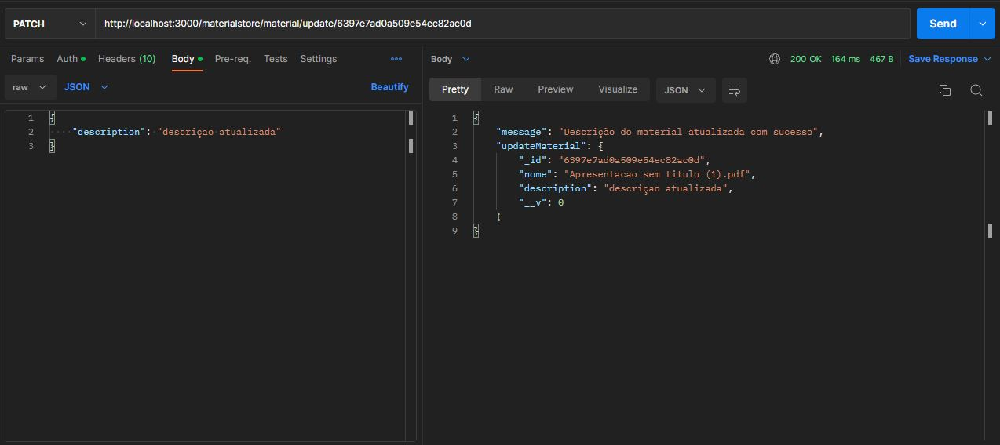 PATCH http://localhost:3000/materialstore/material/update/6397e7ad0a509e54ec82ac0d Send
Params Auth Headers (10) Body Pre-req. Tests Settings
raw JSON Beautify
1 {
2 "description": "descriçao atualizada"
3 }
Body 200 OK 164 ms 467 B Save Response
Pretty Raw Preview Visualize JSON
1 {
2 "message": "Descrição do material atualizada com sucesso",
3 "updateMaterial": {
4 "_id": "6397e7ad0a509e54ec82ac0d",
5 "nome": "Apresentacao sem titulo (1).pdf",
6 "description": "descriçao atualizada",
7 "__v": 0
8 }
9 }